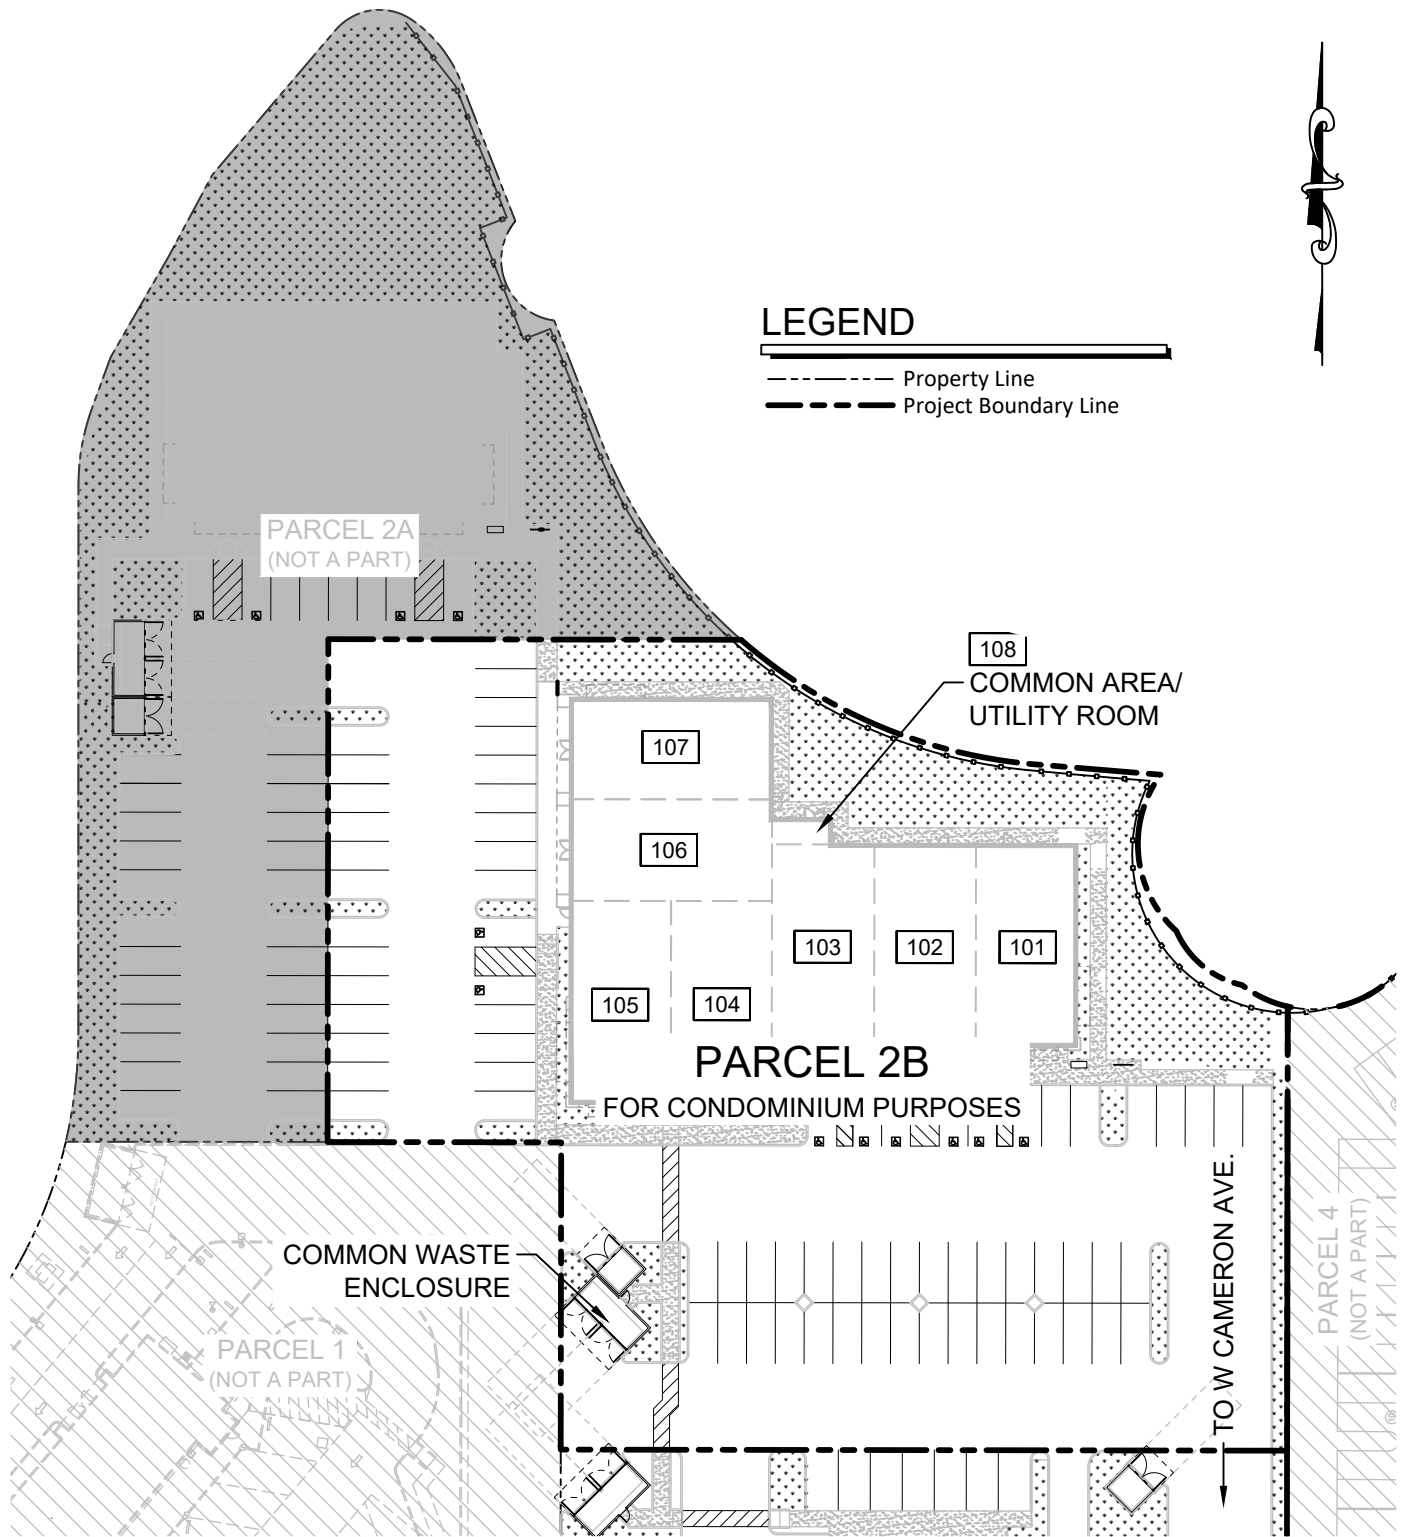 LEGEND
Property Line
Project Boundary Line
PARCEL 2A
(NOT A PART)
108
COMMON AREA/
UTILITY ROOM
107
106
103
102
101
105
104
PARCEL 2B
FOR CONDOMINIUM PURPOSES
COMMON WASTE
ENCLOSURE
TO W CAMERON AVE.
PARCEL 4
(NOT A PART)
PARCEL 1
(NOT A PART)